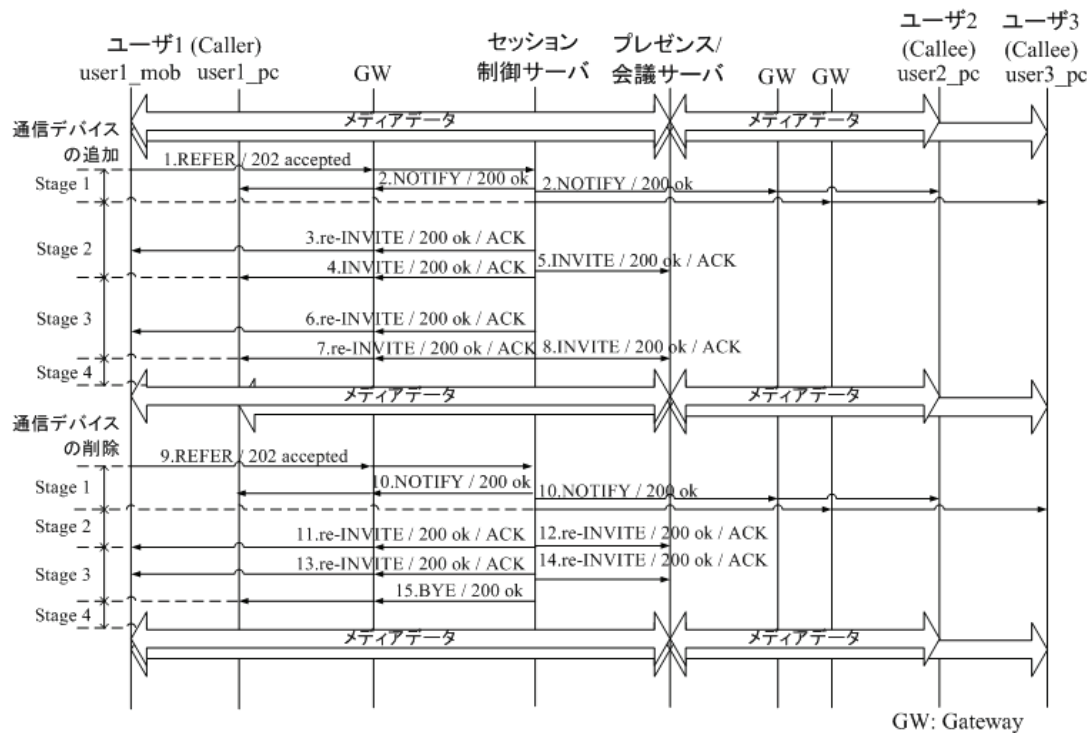 ユーザ1 (Caller)
user1_mob user1_pc
GW
セッション
制御サーバ
プレゼンス/
会議サーバ
GW GW
ユーザ2
(Callee)
user2_pc
ユーザ3
(Callee)
user3_pc
メディアデータ
メディアデータ
通信デバイス
の追加
1.REFER / 202 accepted
Stage 1
2.NOTIFY / 200 ok
2.NOTIFY / 200 ok
Stage 2
3.re-INVITE / 200 ok / ACK
4.INVITE / 200 ok / ACK
5.INVITE / 200 ok / ACK
Stage 3
6.re-INVITE / 200 ok / ACK
7.re-INVITE / 200 ok / ACK
8.INVITE / 200 ok / ACK
Stage 4
メディアデータ
メディアデータ
通信デバイス
の削除
9.REFER / 202 accepted
Stage 1
10.NOTIFY / 200 ok
10.NOTIFY / 200 ok
Stage 2
11.re-INVITE / 200 ok / ACK
12.re-INVITE / 200 ok / ACK
Stage 3
13.re-INVITE / 200 ok / ACK
14.re-INVITE / 200 ok / ACK
15.BYE / 200 ok
Stage 4
メディアデータ
メディアデータ
GW: Gateway